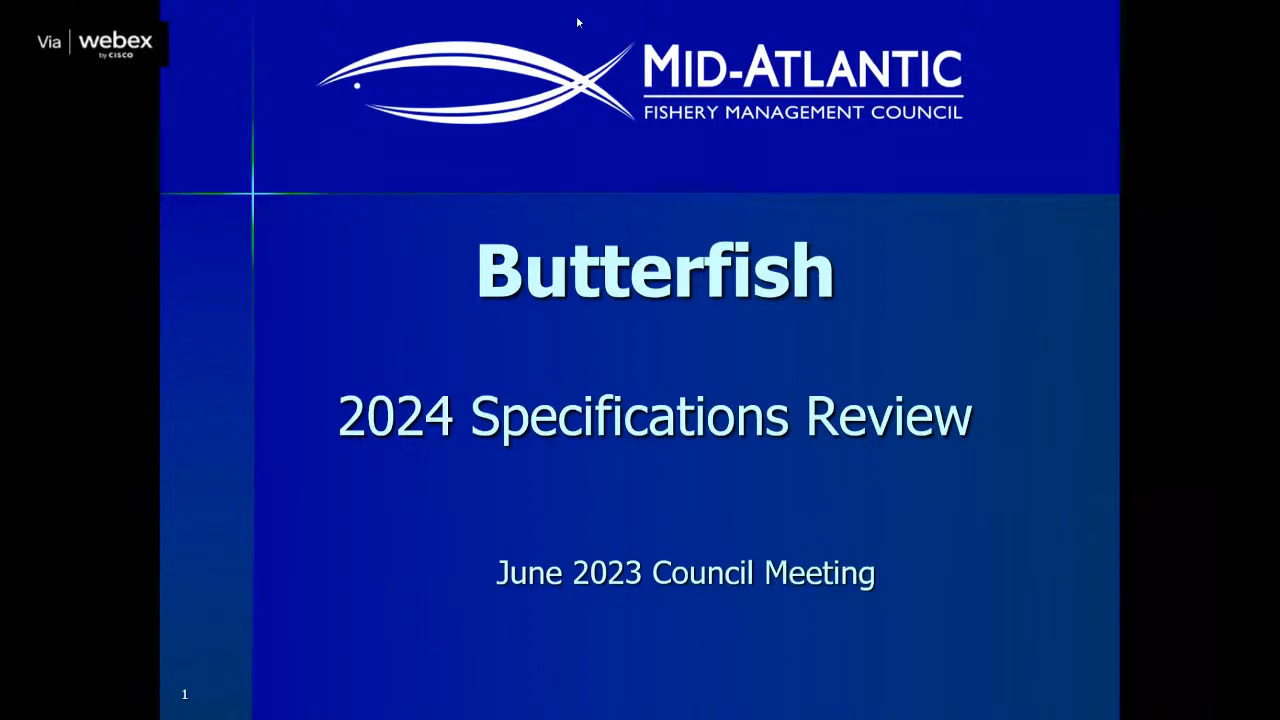 Via webex
by CISCO
MID-ATLANTIC
FISHERY MANAGEMENT COUNCIL
Butterfish
2024 Specifications Review
June 2023 Council Meeting
1